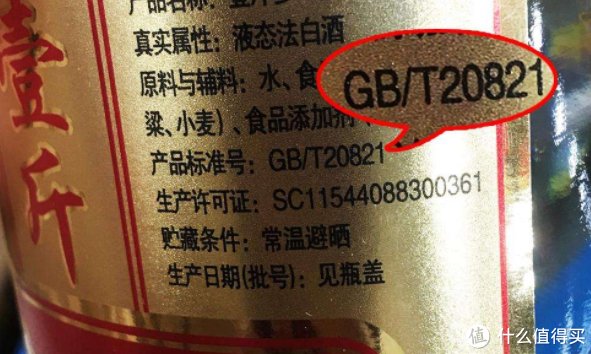 壹斤
真实属性：液态法白酒
原料与辅料：水、食
GB/T20821
梁、小麦）、食品添加剂
产品标准号：GB/T20821
生产许可证：SC11544088300361
贮藏条件：常温避晒
生产日期(批号)：见瓶盖
值 什么值得买